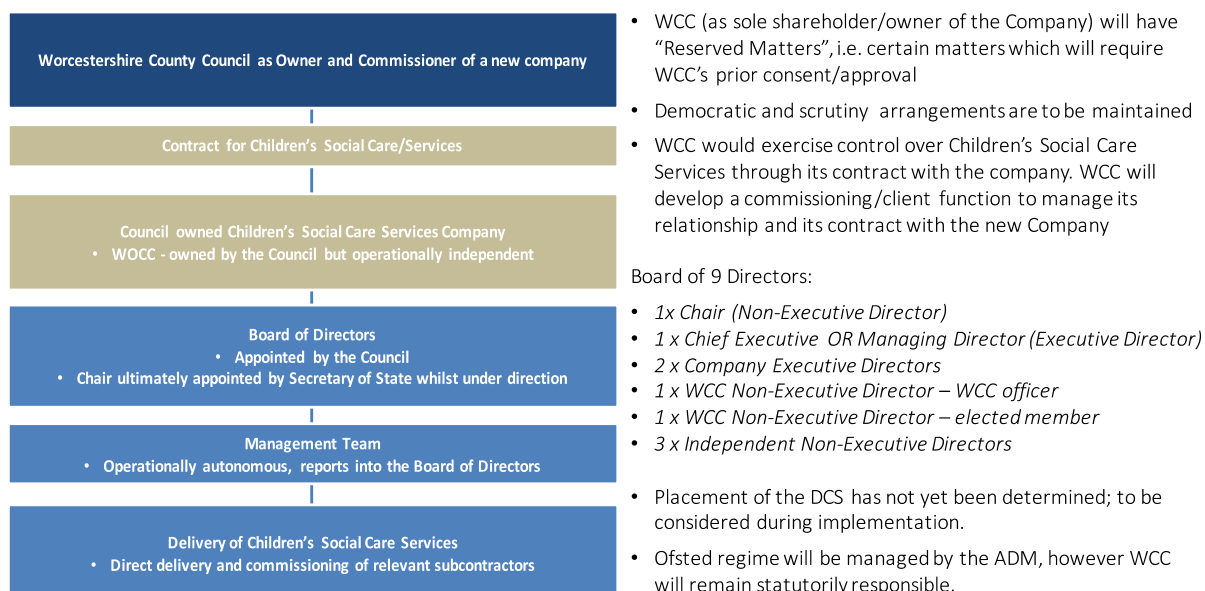 Worcestershire County Council as Owner and Commissioner of a new company
Contract for Children's Social Care/Services
Council owned Children's Social Care Services Company
• WOCC - owned by the Council but operationally independent
Board of Directors
• Appointed by the Council
• Chair ultimately appointed by Secretary of State whilst under direction
Management Team
• Operationally autonomous, reports into the Board of Directors
Delivery of Children's Social Care Services
• Direct delivery and commissioning of relevant subcontractors
• WCC (as sole shareholder/owner of the Company) will have
“Reserved Matters”, i.e. certain matters which will require
WCC's prior consent/approval
• Democratic and scrutiny arrangements are to be maintained
• WCC would exercise control over Children's Social Care
Services through its contract with the company. WCC will
develop a commissioning/client function to manage its
relationship and its contract with the new Company
Board of 9 Directors:
• 1x Chair (Non-Executive Director)
• 1 x Chief Executive OR Managing Director (Executive Director)
• 2 x Company Executive Directors
• 1 x WCC Non-Executive Director – WCC officer
• 1 x WCC Non-Executive Director – elected member
• 3 x Independent Non-Executive Directors
• Placement of the DCS has not yet been determined; to be
considered during implementation.
• Ofsted regime will be managed by the ADM, however WCC
will remain statutorily responsible.